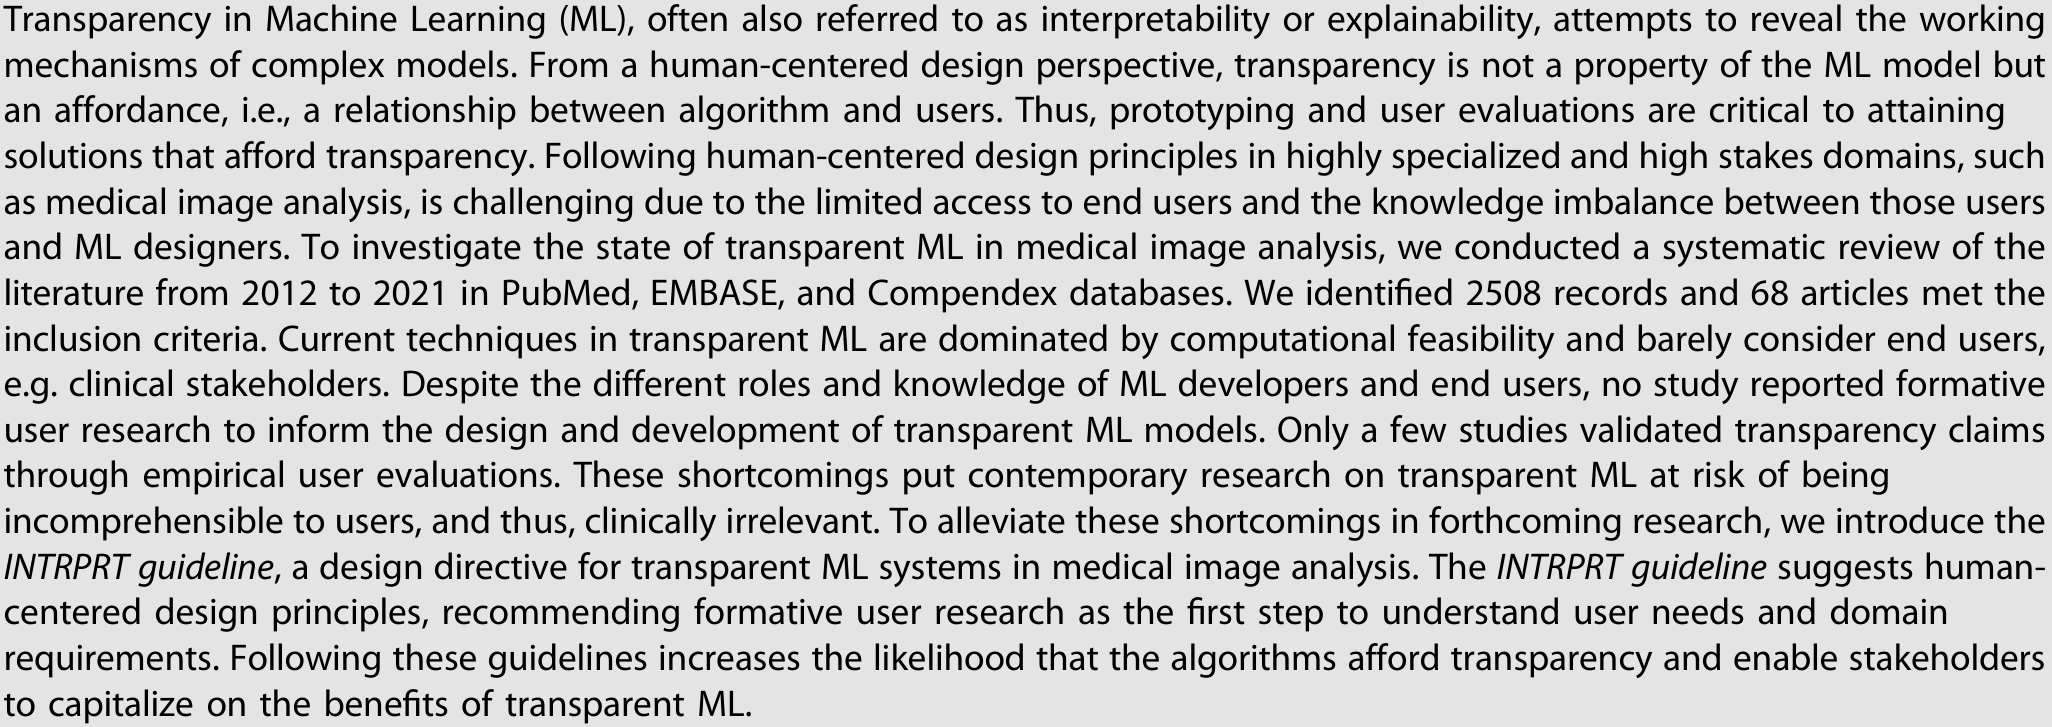 Transparency in Machine Learning (ML), often also referred to as interpretability or explainability, attempts to reveal the working
mechanisms of complex models. From a human-centered design perspective, transparency is not a property of the ML model but
an affordance, i.e., a relationship between algorithm and users. Thus, prototyping and user evaluations are critical to attaining
solutions that afford transparency. Following human-centered design principles in highly specialized and high stakes domains, such
as medical image analysis, is challenging due to the limited access to end users and the knowledge imbalance between those users
and ML designers. To investigate the state of transparent ML in medical image analysis, we conducted a systematic review of the
literature from 2012 to 2021 in PubMed, EMBASE, and Compendex databases. We identified 2508 records and 68 articles met the
inclusion criteria. Current techniques in transparent ML are dominated by computational feasibility and barely consider end users,
e.g. clinical stakeholders. Despite the different roles and knowledge of ML developers and end users, no study reported formative
user research to inform the design and development of transparent ML models. Only a few studies validated transparency claims
through empirical user evaluations. These shortcomings put contemporary research on transparent ML at risk of being
incomprehensible to users, and thus, clinically irrelevant. To alleviate these shortcomings in forthcoming research, we introduce the
INTRPRT guideline, a design directive for transparent ML systems in medical image analysis. The INTRPRT guideline suggests human-
centered design principles, recommending formative user research as the first step to understand user needs and domain
requirements. Following these guidelines increases the likelihood that the algorithms afford transparency and enable stakeholders
to capitalize on the benefits of transparent ML.